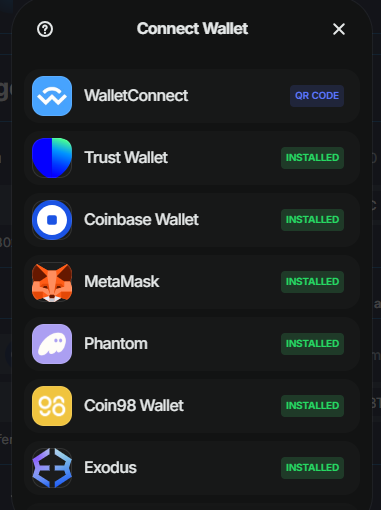 Connect Wallet
WalletConnect
QR CODE
Trust Wallet
INSTALLED
Coinbase Wallet
INSTALLED
MetaMask
INSTALLED
Phantom
INSTALLED
Coin98 Wallet
INSTALLED
Exodus
INSTALLED